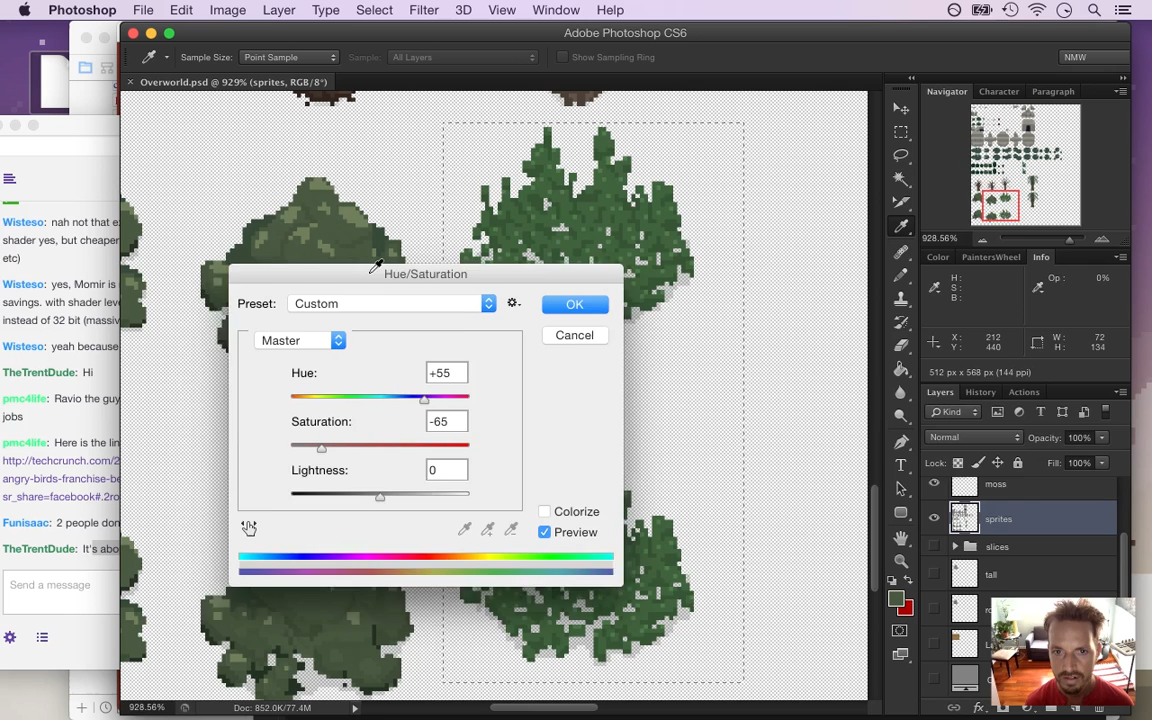 Photoshop File Edit Image Layer Type Select Filter 3D View Window Help
Adobe Photoshop CS6
Sample Size: Point Sample Sample: All Layers Show Sampling Ring NMW
× Overworld.psd @ 929% (sprites, RGB/8*)
Wisteso: nah not that e
shader yes, but cheaper
etc)
Wisteso: yes, Momir is
savings. with shader leve
instead of 32 bit (massiv
Wisteso: yeah because
TheTrentDude: Hi
pmc4life: Ravio the guy
jobs
pmc4life: Here is the lin
http://techcrunch.com/2
angry-birds-franchise-be
sr_share=facebook#.2ro
Funisaac: 2 people don
TheTrentDude: It's abo
Send a message
Hue/Saturation
Preset: Custom
OK
Cancel
Master
Hue: +55
Saturation: -65
Lightness: 0
Colorize
Preview
Navigator Character Paragraph
928.56%
Color PaintersWheel Info
H: Op: 0%
S:
B:
X: 212 W: 72
Y: 440 H: 134
512 px x 568 px (144 ppi)
Layers History Actions
Kind
Normal Opacity: 100%
Lock: Fill: 100%
moss
sprites
slices
tall
928.56% Doc: 852.0K/77.4M